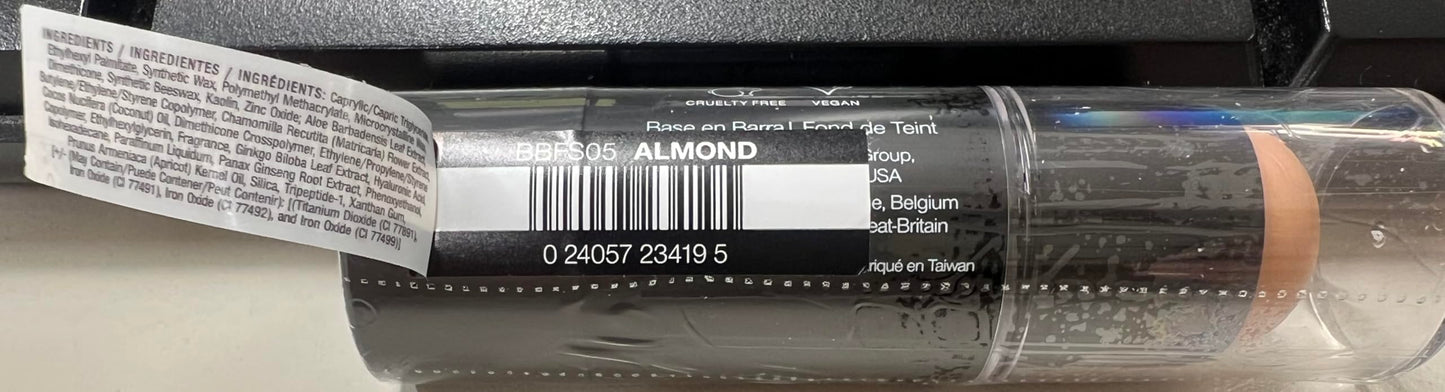 INGREDIENTS / INGREDIENTES / INGRÉDIENTS: Caprylic/Capric Triglyceride,
Ethylhexyl Palmitate, Synthetic Wax, Polymethyl Methacrylate, Microcrystalline Wax,
Dimethicone, Synthetic Beeswax, Kaolin, Zinc Oxide; Aloe Barbadensis Leaf Extract,
Butylene/Ethylene/Styrene Copolymer, Chamomilla Recutita (Matricaria) Flower Extract,
Cocos Nucifera (Coconut) Oil, Dimethicone Crosspolymer, Ethylene/Propylene/Styrene
Copolymer, Ethylhexylglycerin, Fragrance, Ginkgo Biloba Leaf Extract, Hyaluronic Acid,
Isohexadecane, Paraffinum Liquidum, Panax Ginseng Root Extract, Phenoxyethanol,
Prunus Armeniaca (Apricot) Kernel Oil, Silica, Tripeptide-1, Xanthan Gum,
[+/- (May Contain/Puede Contener/Peut Contenir): [(Titanium Dioxide (CI 77891),
Iron Oxide (CI 77491), Iron Oxide (CI 77492), and Iron Oxide (CI 77499)]
CRUELTY FREE VEGAN
Base en Barra | Fond de Teint
BBFS05 ALMOND
Group,
USA
e, Belgium
eat-Britain
0 24057 23419 5
riqué en Taiwan